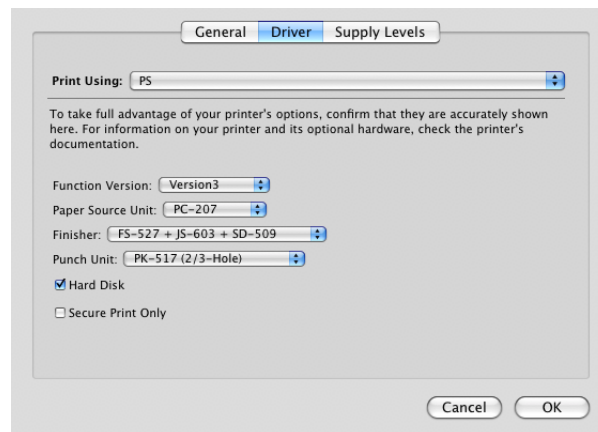 General Driver Supply Levels
Print Using: PS
To take full advantage of your printer's options, confirm that they are accurately shown
here. For information on your printer and its optional hardware, check the printer's
documentation.
Function Version: Version3
Paper Source Unit: PC-207
Finisher: FS-527 + JS-603 + SD-509
Punch Unit: PK-517 (2/3-Hole)
Hard Disk
Secure Print Only
Cancel OK